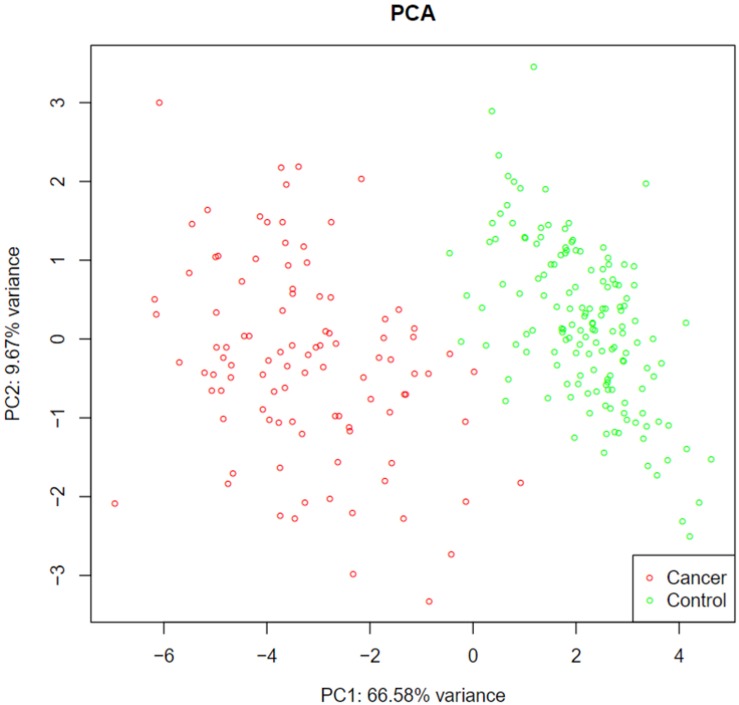 PCA
PC2: 9.67% variance
3
2
1
0
−1
−2
−3
−6
−4
−2
0
2
4
PC1: 66.58% variance
Cancer
Control